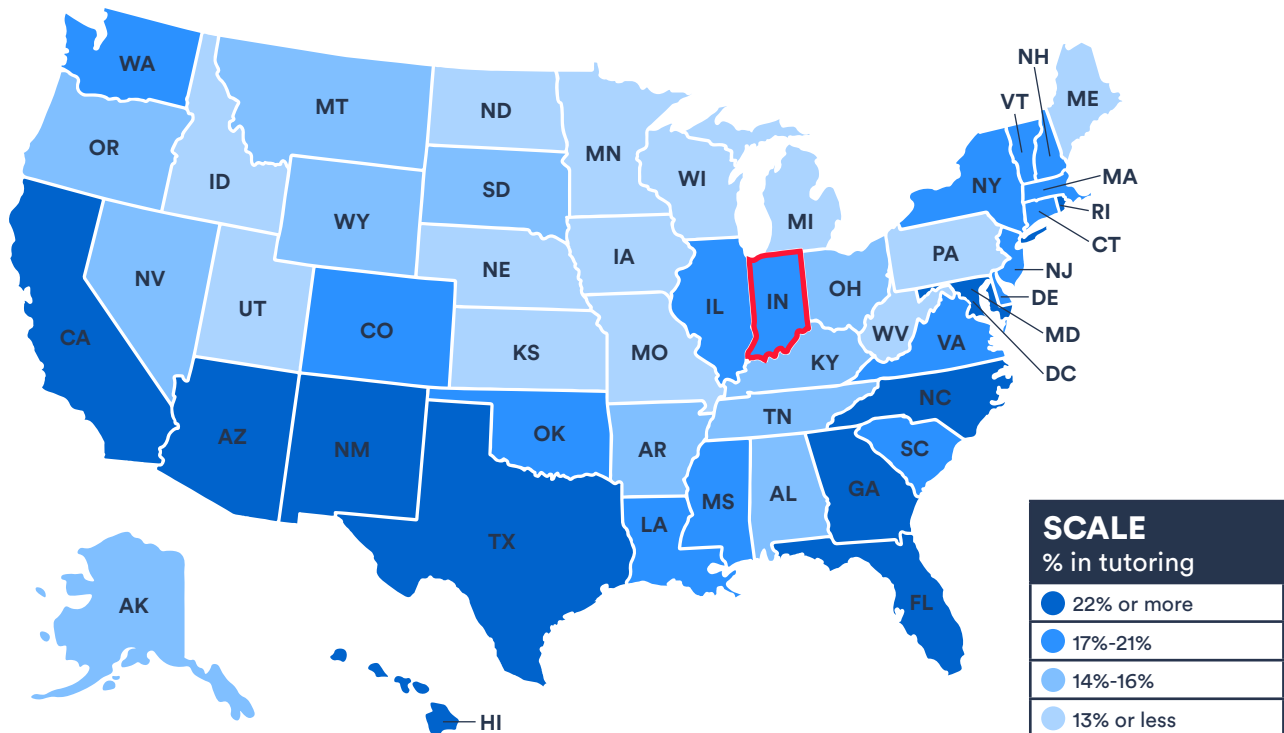 NH
WA
ME
VT
MT
ND
OR
MN
ID
SD
WI
NY
MA
WY
RI
MI
CT
IA
PA
NE
NJ
NV
OH
DE
UT
IL
IN
CO
WV
MD
CA
VA
KS
MO
KY
DC
NC
TN
AZ
OK
NM
AR
SC
GA
AL
MS
LA
TX
SCALE
% in tutoring
AK
FL
22% or more
17%-21%
14%-16%
13% or less
HI